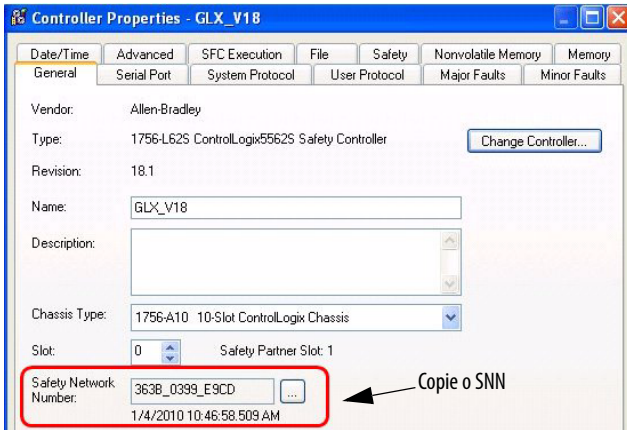 Controller Properties - GLX_V18
Date/Time Advanced SFC Execution File Safety Nonvolatile Memory Memory
General Serial Port System Protocol User Protocol Major Faults Minor Faults
Vendor: Allen-Bradley
Type: 1756-L62S ControlLogix5562S Safety Controller Change Controller...
Revision: 18.1
Name: GLX_V18
Description:
Chassis Type: 1756-A10 10-Slot ControlLogix Chassis
Slot: 0 Safety Partner Slot: 1
Safety Network
Number: 363B_0399_E9CD ...
1/4/2010 10:46:58.509 AM
Copie o SNN